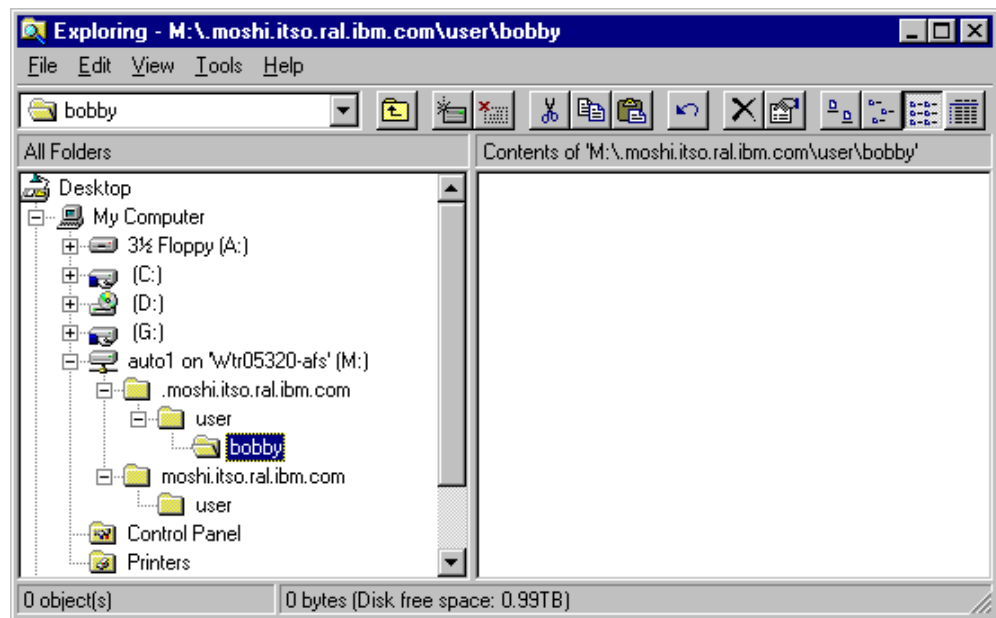 Exploring - M:\.moshi.itso.ral.ibm.com\user\bobby
File Edit View Tools Help
bobby
All Folders
Contents of 'M:\.moshi.itso.ral.ibm.com\user\bobby'
Desktop
My Computer
3½ Floppy (A:)
(C:)
(D:)
(G:)
auto1 on 'Wtr05320-afs' (M:)
.moshi.itso.ral.ibm.com
user
bobby
moshi.itso.ral.ibm.com
user
Control Panel
Printers
0 object(s)
0 bytes (Disk free space: 0.99TB)